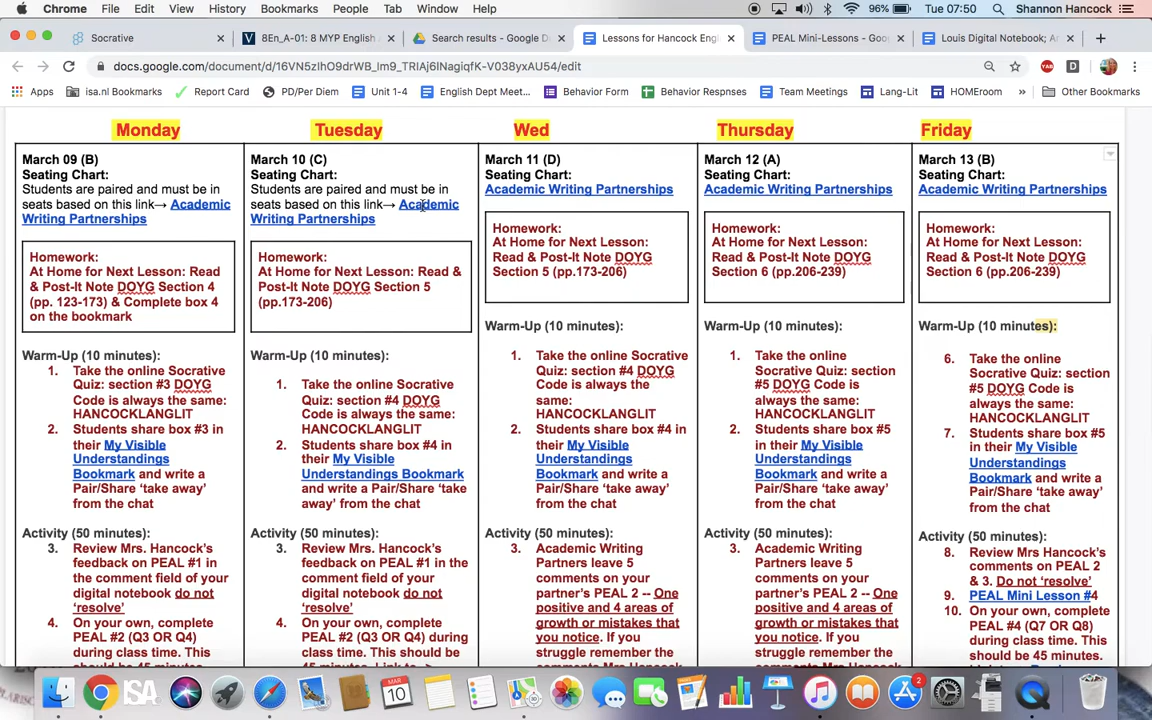 Chrome File Edit View History Bookmarks People Tab Window Help 96% Tue 07:50 Shannon Hancock
Socrative 8En_A-01: 8 MYP English Search results - Google D Lessons for Hancock Eng PEAL Mini-Lessons - Goo Louis Digital Notebook; Ar
docs.google.com/document/d/16VN5zIhO9drWB_lm9_TRIAj6INagiqfK-V038yxAU54/edit
Apps isa.nl Bookmarks Report Card PD/Per Diem Unit 1-4 English Dept Meet... Behavior Form Behavior Respnses Team Meetings Lang-Lit HOMEroom » Other Bookmarks
Monday Tuesday Wed Thursday Friday
March 09 (B)
Seating Chart:
Students are paired and must be in
seats based on this link→ Academic
Writing Partnerships
Homework:
At Home for Next Lesson: Read
& Post-It Note DOYG Section 4
(pp. 123-173) & Complete box 4
on the bookmark
Warm-Up (10 minutes):
1. Take the online Socrative
Quiz: section #3 DOYG
Code is always the same:
HANCOCKLANGLIT
2. Students share box #3 in
their My Visible
Understandings
Bookmark and write a
Pair/Share ‘take away’
from the chat
Activity (50 minutes):
3. Review Mrs. Hancock’s
feedback on PEAL #1 in
the comment field of your
digital notebook do not
‘resolve’
4. On your own, complete
PEAL #2 (Q3 OR Q4)
during class time. This
should be 45 minutes
March 10 (C)
Seating Chart:
Students are paired and must be in
seats based on this link→ Academic
Writing Partnerships
Homework:
At Home for Next Lesson: Read &
Post-It Note DOYG Section 5
(pp.173-206)
Warm-Up (10 minutes):
1. Take the online Socrative
Quiz: section #4 DOYG
Code is always the same:
HANCOCKLANGLIT
2. Students share box #4 in
their My Visible
Understandings Bookmark
and write a Pair/Share ‘take
away’ from the chat
Activity (50 minutes):
3. Review Mrs. Hancock’s
feedback on PEAL #1 in the
comment field of your
digital notebook do not
‘resolve’
4. On your own, complete
PEAL #2 (Q3 OR Q4) during
class time. This should be
45 minutes. Link to ->
March 11 (D)
Seating Chart:
Academic Writing Partnerships
Homework:
At Home for Next Lesson:
Read & Post-It Note DOYG
Section 5 (pp.173-206)
Warm-Up (10 minutes):
1. Take the online Socrative
Quiz: section #4 DOYG
Code is always the
same:
HANCOCKLANGLIT
2. Students share box #4 in
their My Visible
Understandings
Bookmark and write a
Pair/Share ‘take away’
from the chat
Activity (50 minutes):
3. Academic Writing
Partners leave 5
comments on your
partner’s PEAL 2 -- One
positive and 4 areas of
growth or mistakes that
you notice. If you
struggle remember the
comments Mrs Hancock
March 12 (A)
Seating Chart:
Academic Writing Partnerships
Homework:
At Home for Next Lesson:
Read & Post-It Note DOYG
Section 6 (pp.206-239)
Warm-Up (10 minutes):
1. Take the online
Socrative Quiz: section
#5 DOYG Code is
always the same:
HANCOCKLANGLIT
2. Students share box #5
in their My Visible
Understandings
Bookmark and write a
Pair/Share ‘take away’
from the chat
Activity (50 minutes):
3. Academic Writing
Partners leave 5
comments on your
partner’s PEAL 2 -- One
positive and 4 areas of
growth or mistakes that
you notice. If you
struggle remember the
comments Mrs Hancock
March 13 (B)
Seating Chart:
Academic Writing Partnerships
Homework:
At Home for Next Lesson:
Read & Post-It Note DOYG
Section 6 (pp.206-239)
Warm-Up (10 minutes):
6. Take the online
Socrative Quiz: section
#5 DOYG Code is
always the same:
HANCOCKLANGLIT
7. Students share box #5
in their My Visible
Understandings
Bookmark and write a
Pair/Share ‘take away’
from the chat
Activity (50 minutes):
8. Review Mrs Hancock’s
comments on PEAL 2
& 3. Do not ‘resolve’
9. PEAL Mini Lesson #4
10. On your own, complete
PEAL #4 (Q7 OR Q8)
during class time. This
should be 45 minutes.
ISA MAR 10 2